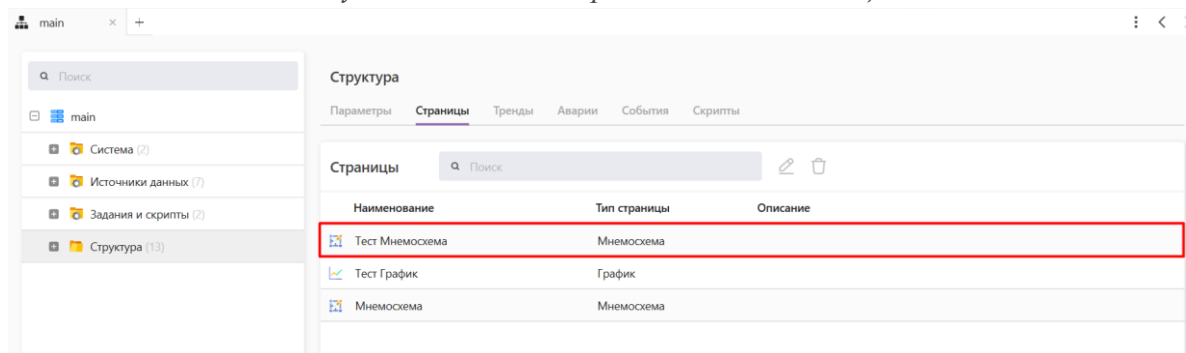 main × +
Поиск
main
Система (2)
Источники данных (7)
Задания и скрипты (2)
Структура (13)
Структура
Параметры Страницы Тренды Аварии События Скрипты
Страницы Поиск
Наименование Тип страницы Описание
Тест Мнемосхема Мнемосхема
Тест График График
Мнемосхема Мнемосхема